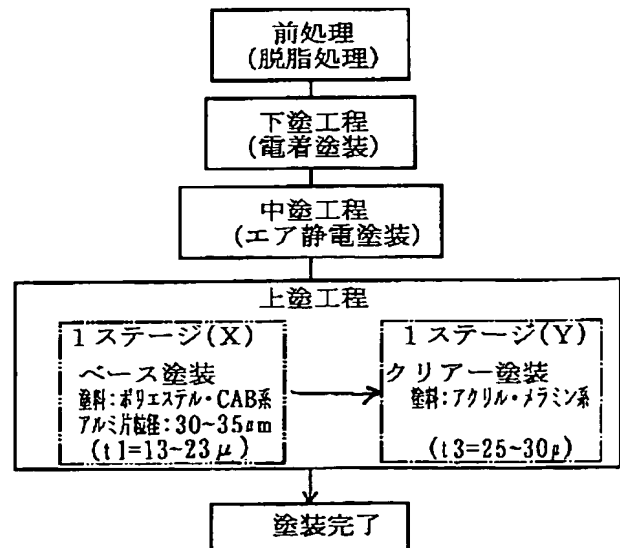 前処理
(脱脂処理)
下塗工程
(電着塗装)
中塗工程
(エア静電塗装)
上塗工程
1ステージ(X)
ベース塗装
塗料:ポリエステル・CAB系
アルミ片粒径:30~35μm
(t1=13~23μ)
1ステージ(Y)
クリアー塗装
塗料:アクリル・メラミン系
(t3=25~30μ)
塗装完了